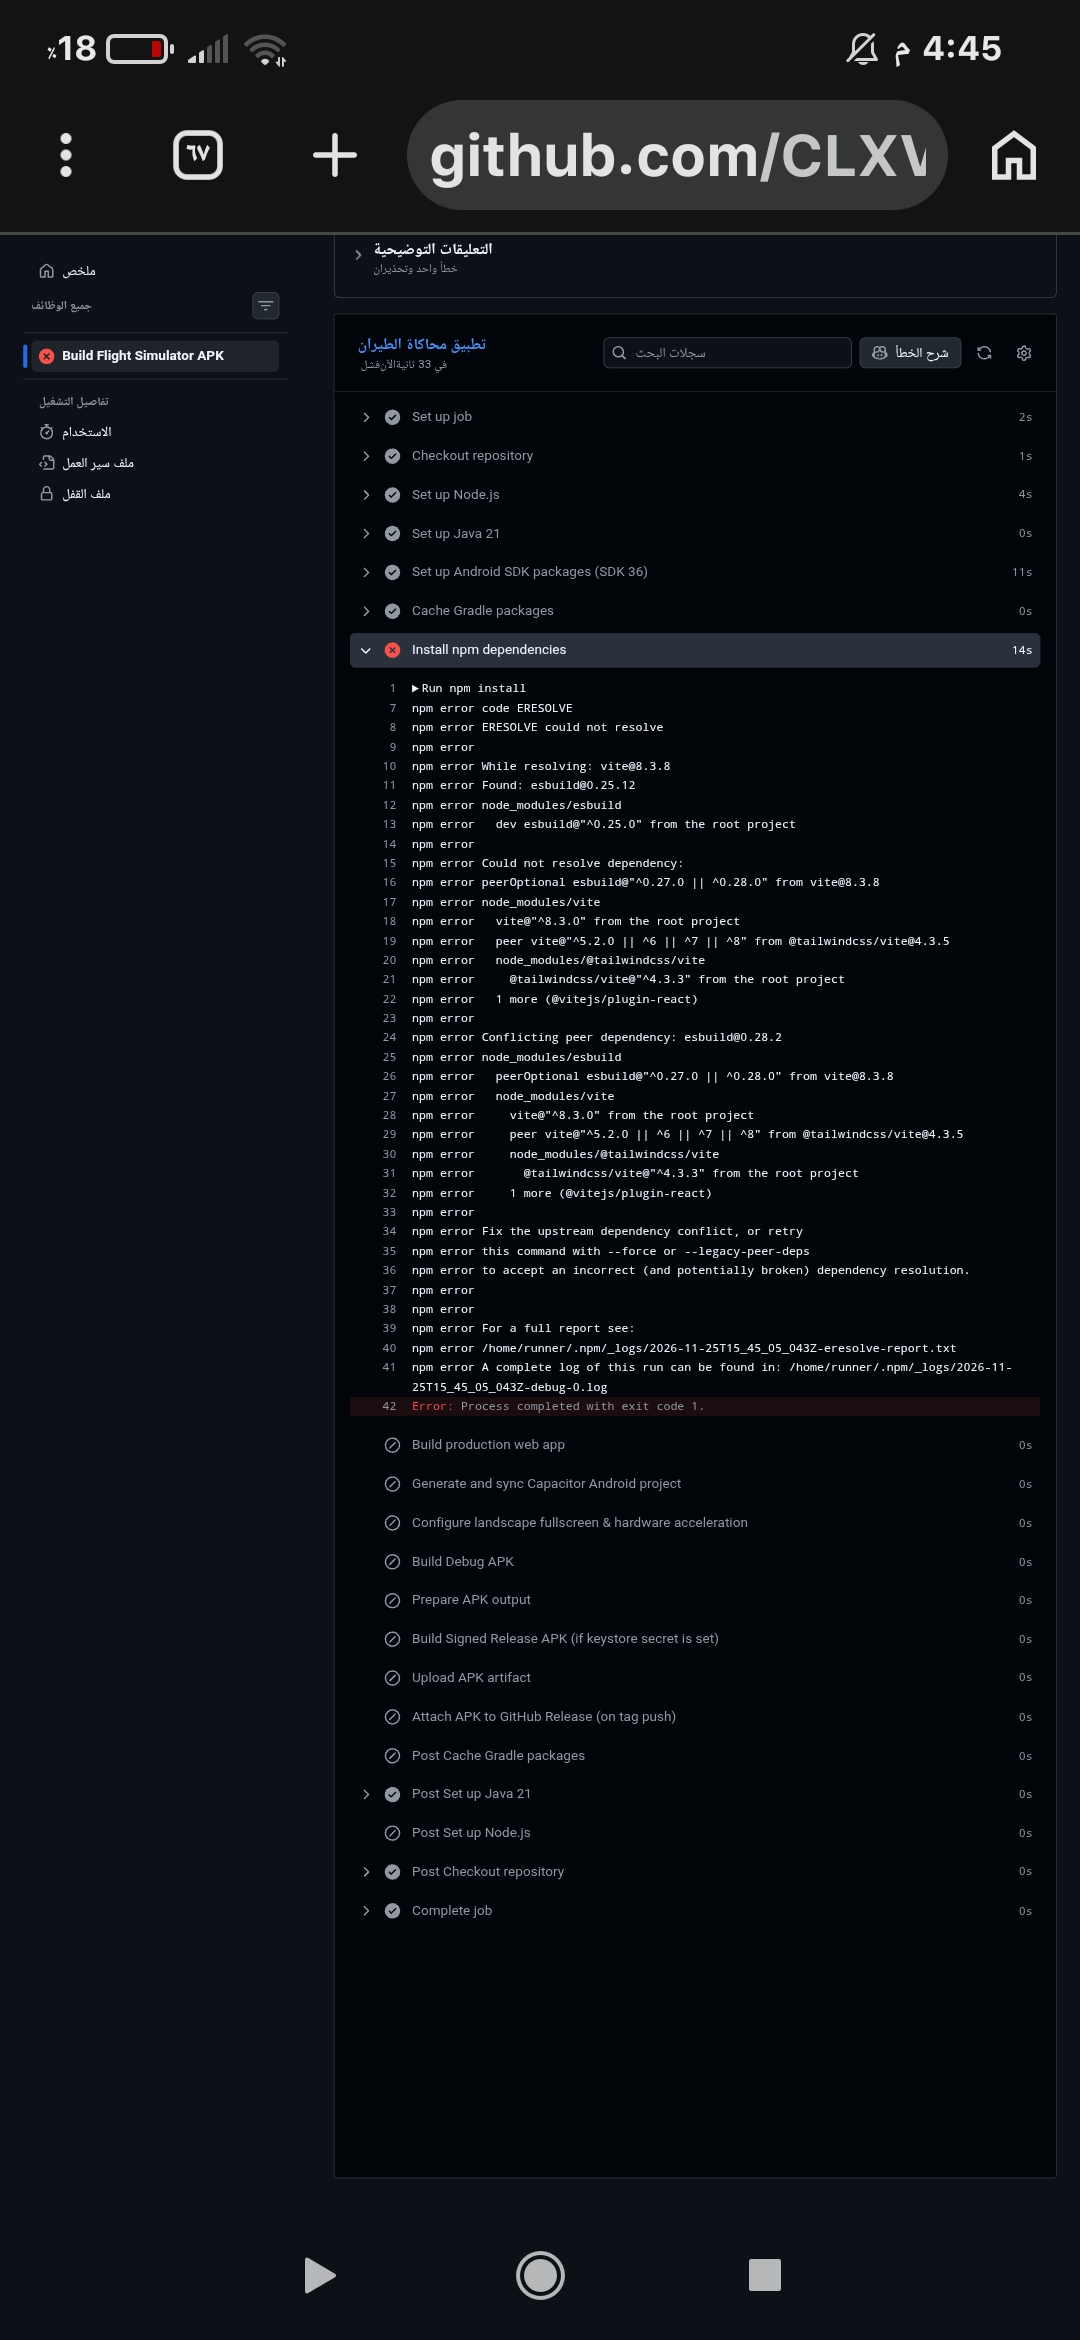 ٪18
4:45 م
٦٧
github.com/CLXV
التعليقات التوضيحية
خطأ واحد وتحذيران
ملخص
جميع الوظائف
Build Flight Simulator APK
تفاصيل التشغيل
الاستخدام
ملف سير العمل
ملف القفل
تطبيق محاكاة الطيران
فشل الآن في 33 ثانية
سجلات البحث
شرح الخطأ
Set up job 2s
Checkout repository 1s
Set up Node.js 4s
Set up Java 21 0s
Set up Android SDK packages (SDK 36) 11s
Cache Gradle packages 0s
Install npm dependencies 14s
1 Run npm install
7 npm error code ERESOLVE
8 npm error ERESOLVE could not resolve
9 npm error
10 npm error While resolving: vite@8.3.8
11 npm error Found: esbuild@0.25.12
12 npm error node_modules/esbuild
13 npm error   dev esbuild@"^0.25.0" from the root project
14 npm error
15 npm error Could not resolve dependency:
16 npm error peerOptional esbuild@"^0.27.0 || ^0.28.0" from vite@8.3.8
17 npm error node_modules/vite
18 npm error   vite@"^8.3.0" from the root project
19 npm error   peer vite@"^5.2.0 || ^6 || ^7 || ^8" from @tailwindcss/vite@4.3.5
20 npm error   node_modules/@tailwindcss/vite
21 npm error     @tailwindcss/vite@"^4.3.3" from the root project
22 npm error   1 more (@vitejs/plugin-react)
23 npm error
24 npm error Conflicting peer dependency: esbuild@0.28.2
25 npm error node_modules/esbuild
26 npm error   peerOptional esbuild@"^0.27.0 || ^0.28.0" from vite@8.3.8
27 npm error   node_modules/vite
28 npm error     vite@"^8.3.0" from the root project
29 npm error     peer vite@"^5.2.0 || ^6 || ^7 || ^8" from @tailwindcss/vite@4.3.5
30 npm error     node_modules/@tailwindcss/vite
31 npm error       @tailwindcss/vite@"^4.3.3" from the root project
32 npm error     1 more (@vitejs/plugin-react)
33 npm error
34 npm error Fix the upstream dependency conflict, or retry
35 npm error this command with --force or --legacy-peer-deps
36 npm error to accept an incorrect (and potentially broken) dependency resolution.
37 npm error
38 npm error
39 npm error For a full report see:
40 npm error /home/runner/.npm/_logs/2026-11-25T15_45_05_043Z-eresolve-report.txt
41 npm error A complete log of this run can be found in: /home/runner/.npm/_logs/2026-11-
25T15_45_05_043Z-debug-0.log
42 Error: Process completed with exit code 1.
Build production web app 0s
Generate and sync Capacitor Android project 0s
Configure landscape fullscreen & hardware acceleration 0s
Build Debug APK 0s
Prepare APK output 0s
Build Signed Release APK (if keystore secret is set) 0s
Upload APK artifact 0s
Attach APK to GitHub Release (on tag push) 0s
Post Cache Gradle packages 0s
Post Set up Java 21 0s
Post Set up Node.js 0s
Post Checkout repository 0s
Complete job 0s